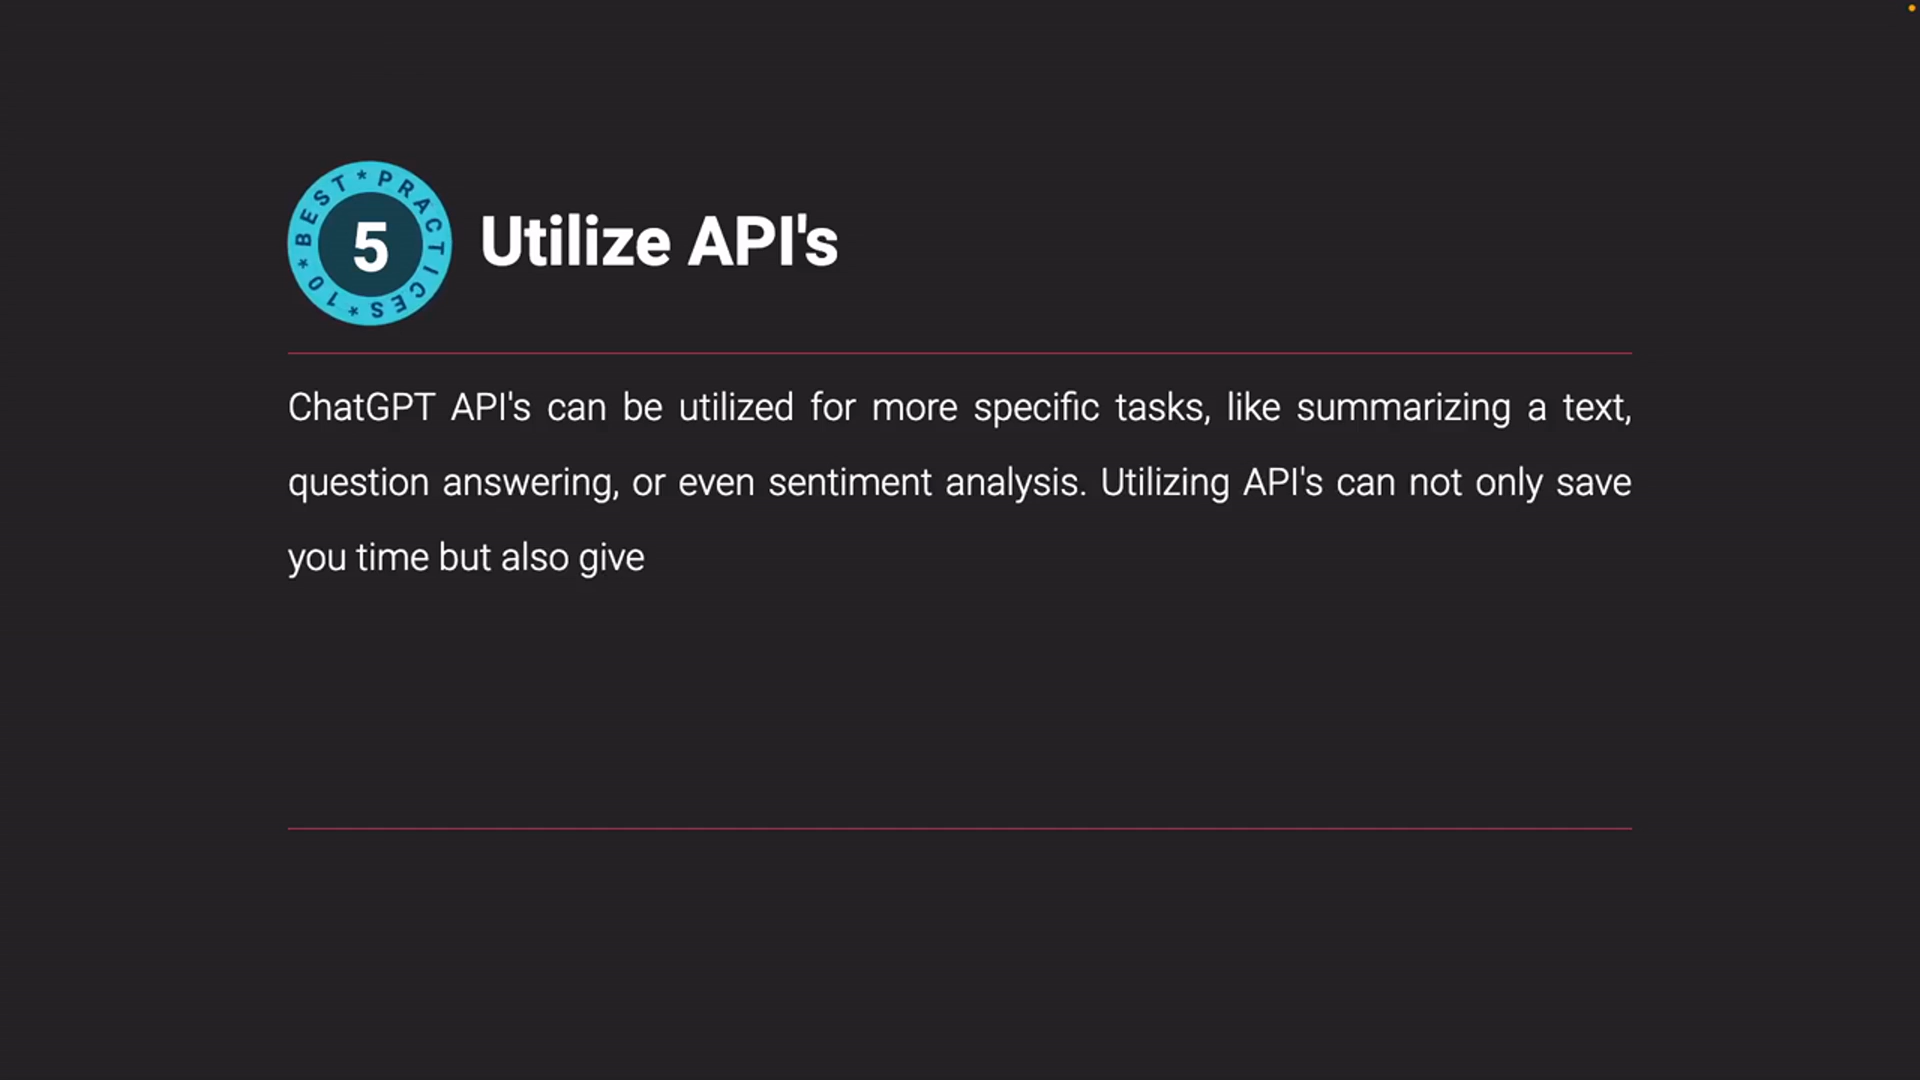 10 * BEST * PRACTICES *
5
Utilize API's
ChatGPT API's can be utilized for more specific tasks, like summarizing a text,
question answering, or even sentiment analysis. Utilizing API's can not only save
you time but also give